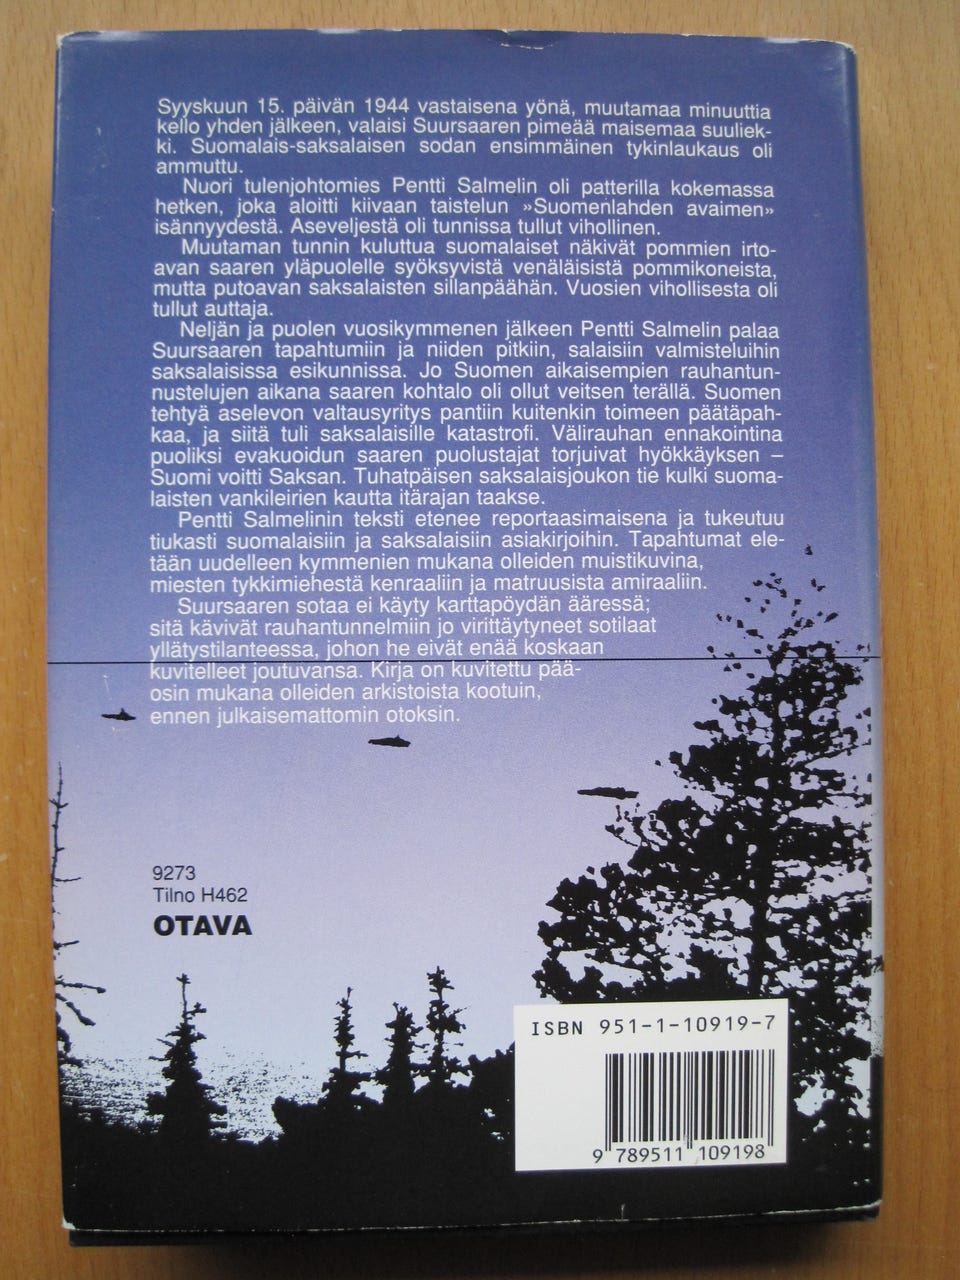 Syyskuun 15. päivän 1944 vastaisena yönä, muutamaa minuuttia
kello yhden jälkeen, valaisi Suursaaren pimeää maisemaa suuliek-
ki. Suomalais-saksalaisen sodan ensimmäinen tykinlaukaus oli
ammuttu.
Nuori tulenjohtomies Pentti Salmelin oli patterilla kokemassa
hetken, joka aloitti kiivaan taistelun »Suomenlahden avaimen»
isännyydestä. Aseveljestä oli tunnissa tullut vihollinen.
Muutaman tunnin kuluttua suomalaiset näkivät pommien irto-
avan saaren yläpuolelle syöksyvistä venäläisistä pommikoneista,
mutta putoavan saksalaisten sillanpäähän. Vuosien vihollisesta oli
tullut auttaja.
Neljän ja puolen vuosikymmenen jälkeen Pentti Salmelin palaa
Suursaaren tapahtumiin ja niiden pitkiin, salaisiin valmisteluihin
saksalaisissa esikunnissa. Jo Suomen aikaisempien rauhantun-
nustelujen aikana saaren kohtalo oli ollut veitsen terällä. Suomen
tehtyä aselevon valtausyritys pantiin kuitenkin toimeen päätäpah-
kaa, ja siitä tuli saksalaisille katastrofi. Välirauhan ennakointina
puoliksi evakuoidun saaren puolustajat torjuivat hyökkäyksen –
Suomi voitti Saksan. Tuhatpäisen saksalaisjoukon tie kulki suoma-
laisten vankileirien kautta itärajan taakse.
Pentti Salmelinin teksti etenee reportaasimaisena ja tukeutuu
tiukasti suomalaisiin ja saksalaisiin asiakirjoihin. Tapahtumat ele-
tään uudelleen kymmenien mukana olleiden muistikuvina,
miesten tykkimiehestä kenraaliin ja matruusista amiraaliin.
Suursaaren sotaa ei käyty karttapöydän ääressä;
sitä kävivät rauhantunnelmiin jo virittäytyneet sotilaat
yllätystilanteessa, johon he eivät enää koskaan
kuvitelleet joutuvansa. Kirja on kuvitettu pää-
osin mukana olleiden arkistoista kootuin,
ennen julkaisemattomin otoksin.
9273
Tilno H462
OTAVA
ISBN 951-1-10919-7
9 789511 109198